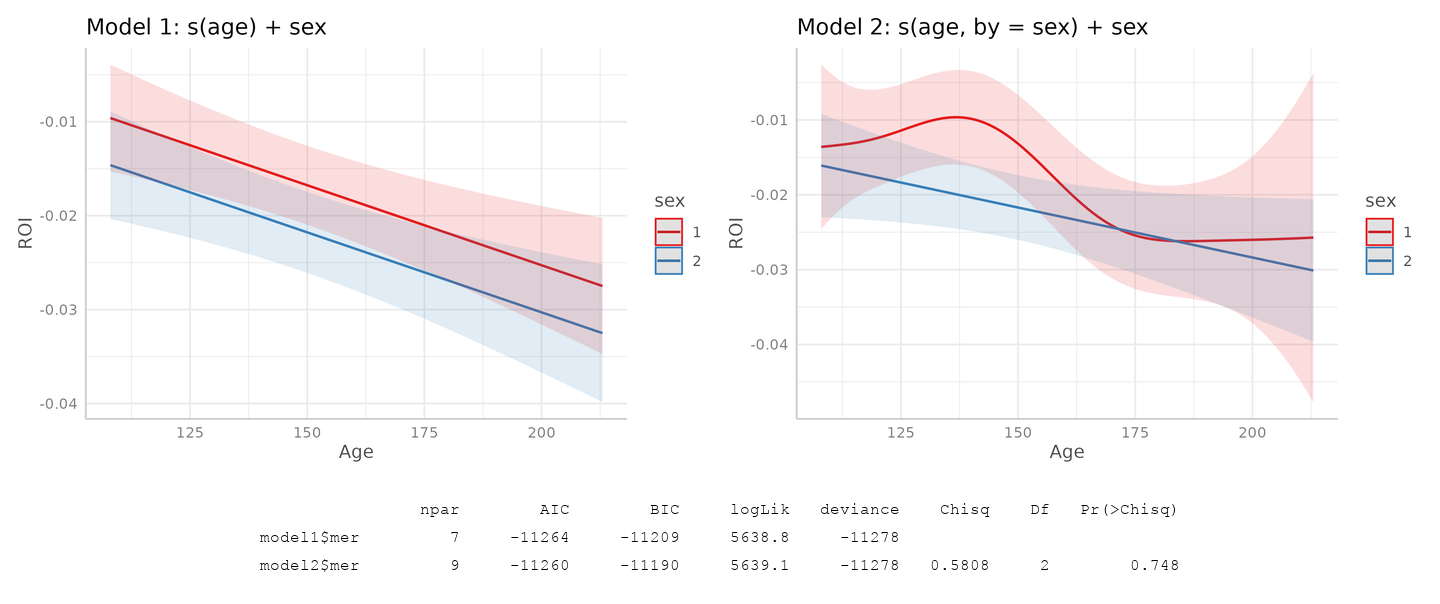 Model 1: s(age) + sex
-0.01
-0.02
-0.03
-0.04
ROI
125 150 175 200
Age
sex
1
2
Model 2: s(age, by = sex) + sex
-0.01
-0.02
-0.03
-0.04
ROI
125 150 175 200
Age
sex
1
2
npar AIC BIC logLik deviance Chisq Df Pr(>Chisq)
model1$mer 7 -11264 -11209 5638.8 -11278
model2$mer 9 -11260 -11190 5639.1 -11278 0.5808 2 0.748